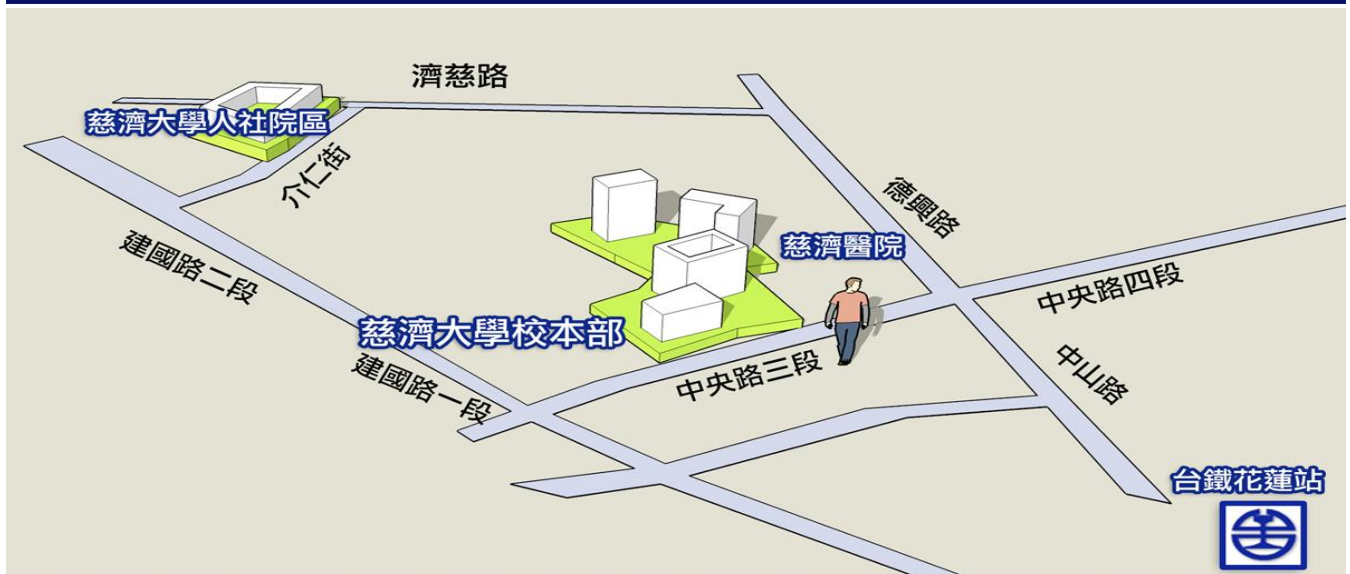 濟慈路
慈濟大學人社院區
介仁街
德興路
建國路二段
慈濟醫院
中央路四段
慈濟大學校本部
建國路一段
中央路三段
中山路
台鐵花蓮站